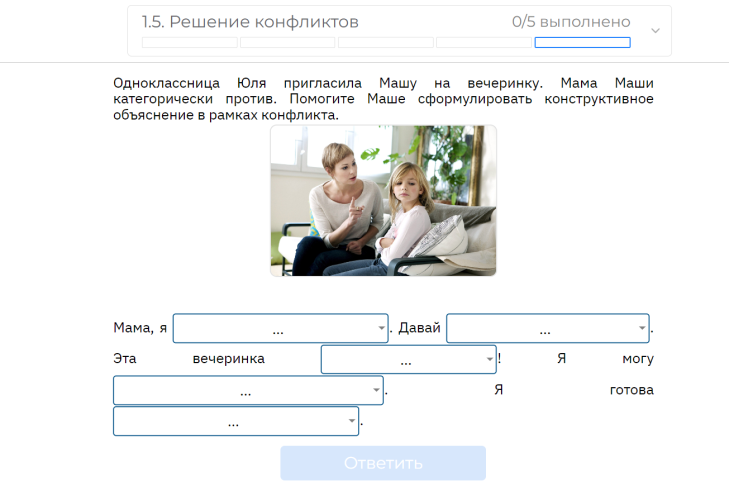 1.5. Решение конфликтов 0/5 выполнено
Одноклассница Юля пригласила Машу на вечеринку. Мама Маши
категорически против. Помогите Маше сформулировать конструктивное
объяснение в рамках конфликта.
Мама, я ... . Давай ... .
Эта вечеринка ... ! Я могу
... . Я готова
... .
Ответить